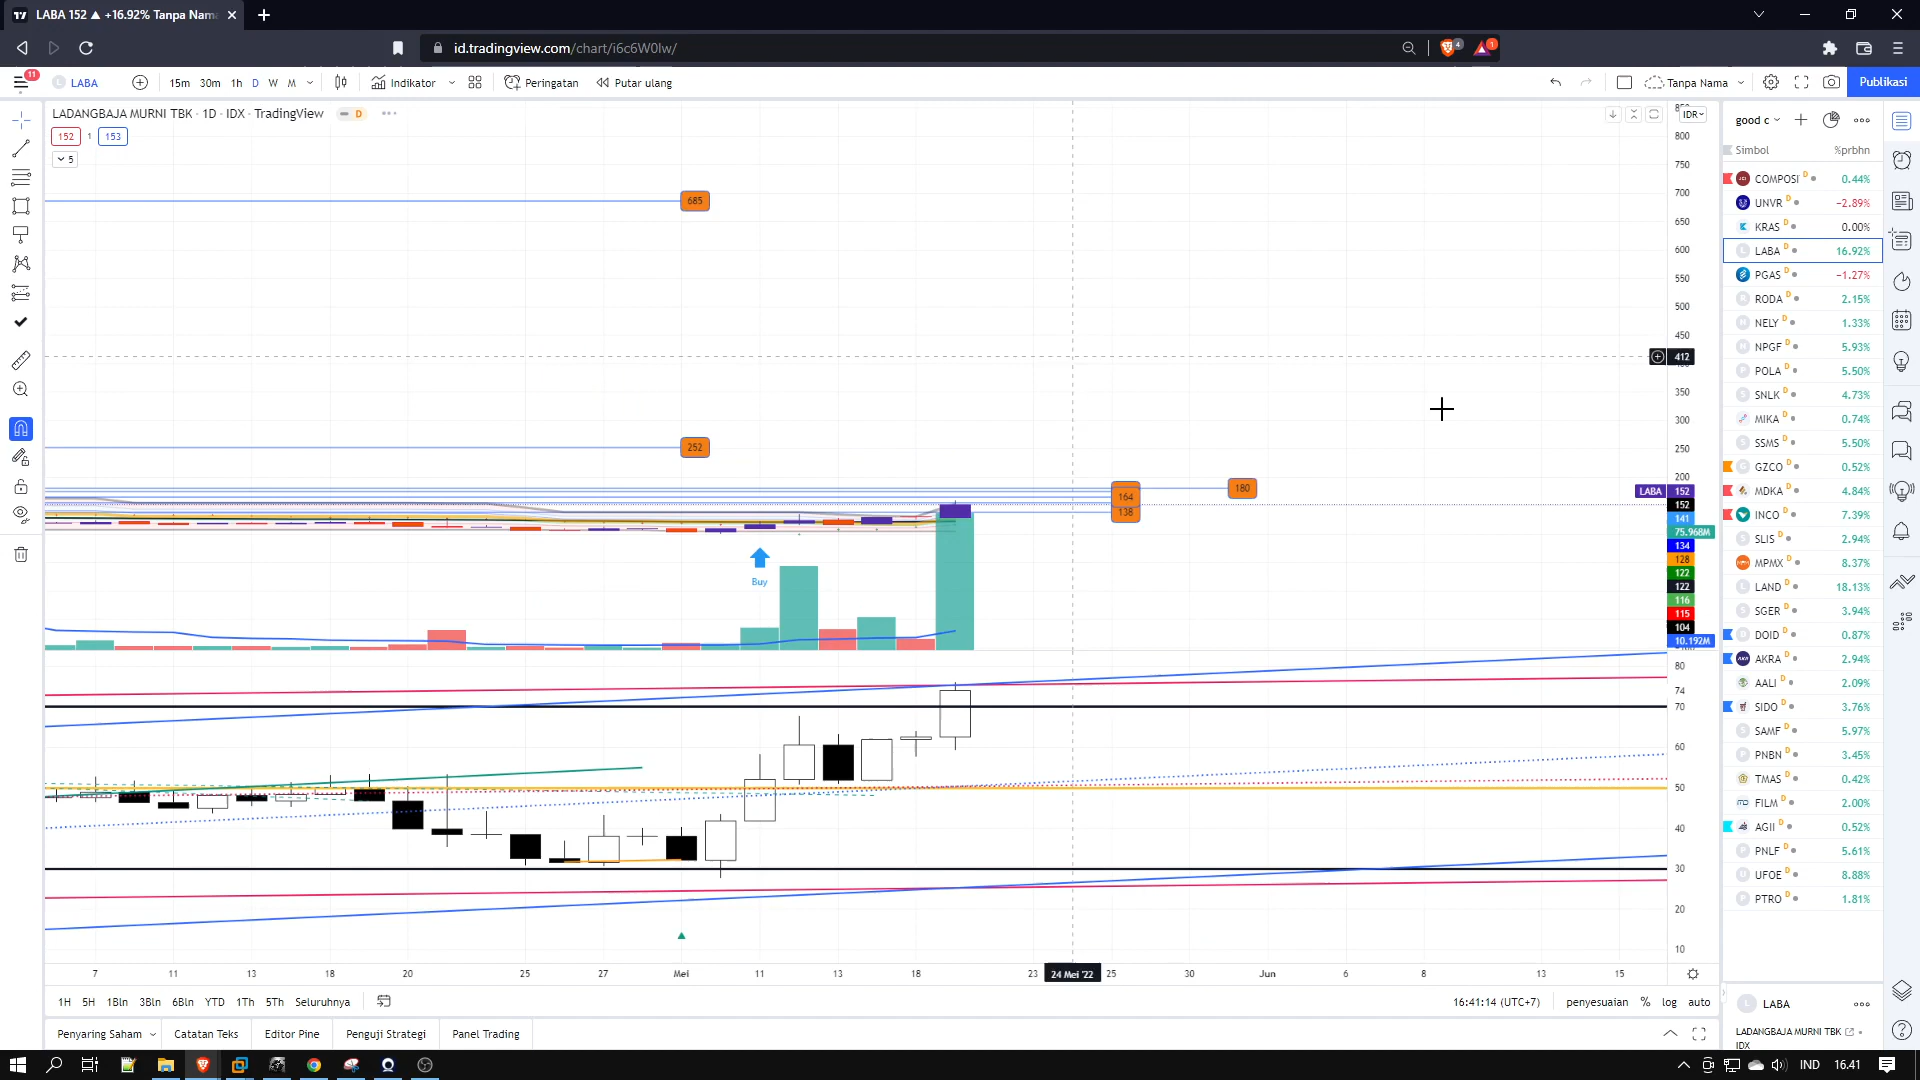 LABA 152 ▲ +16.92% Tanpa Nam
id.tradingview.com/chart/i6c6W0lw/
4
1
11
LABA
15m 30m 1h D W M
Indikator
Peringatan
Putar ulang
Tanpa Nama
Publikasi
LADANGBAJA MURNI TBK · 1D · IDX · TradingView
D
152 1 153
5
IDR
800
750
700
650
600
550
500
450
412
350
300
250
200
LABA 152
152
141
75.968M
134
128
122
122
116
115
104
10.192M
685
252
164
138
180
Buy
80
74
70
60
50
40
30
20
10
7 11 13 18 20 25 27 Mei 11 13 18 23 24 Mei '22 25 30 Jun 6 8 13 15
1H 5H 1Bln 3Bln 6Bln YTD 1Th 5Th Seluruhnya
16:41:14 (UTC+7)
penyesuaian % log auto
Penyaring Saham
Catatan Teks
Editor Pine
Penguji Strategi
Panel Trading
good c
Simbol %prbhn
COMPOSI D 0.44%
UNVR D −2.89%
KRAS D 0.00%
LABA D 16.92%
PGAS D −1.27%
RODA D 2.15%
NELY D 1.33%
NPGF D 5.93%
POLA D 5.50%
SNLK D 4.73%
MIKA D 0.74%
SSMS D 5.50%
GZCO D 0.52%
MDKA D 4.84%
INCO D 7.39%
SLIS D 2.94%
MPMX D 8.37%
LAND D 18.13%
SGER D 3.94%
DOID D 0.87%
AKRA D 2.94%
AALI D 2.09%
SIDO D 3.76%
SAMF D 5.97%
PNBN D 3.45%
TMAS D 0.42%
FILM D 2.00%
AGII D 0.52%
PNLF D 5.61%
UFOE D 8.88%
PTRO D 1.81%
LABA
LADANGBAJA MURNI TBK
IDX
IND 16.41